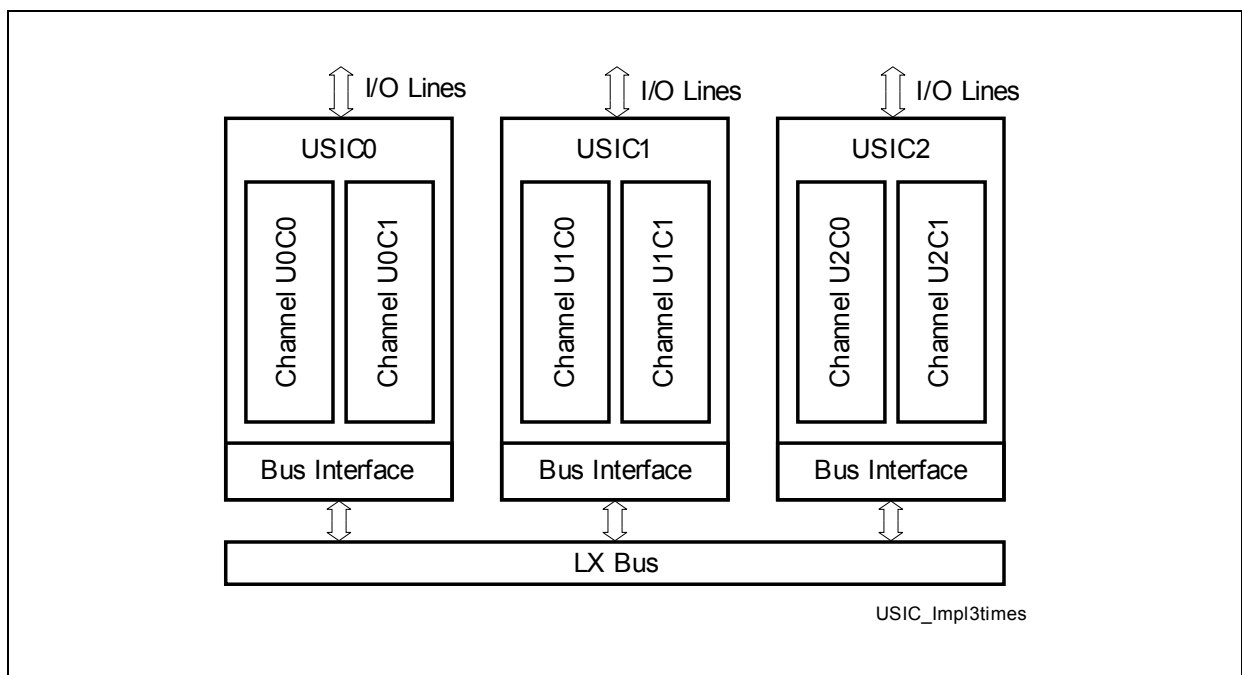 I/O Lines
I/O Lines
I/O Lines
USIC0
USIC1
USIC2
Channel U0C0
Channel U0C1
Channel U1C0
Channel U1C1
Channel U2C0
Channel U2C1
Bus Interface
Bus Interface
Bus Interface
LX Bus
USIC_Impl3times